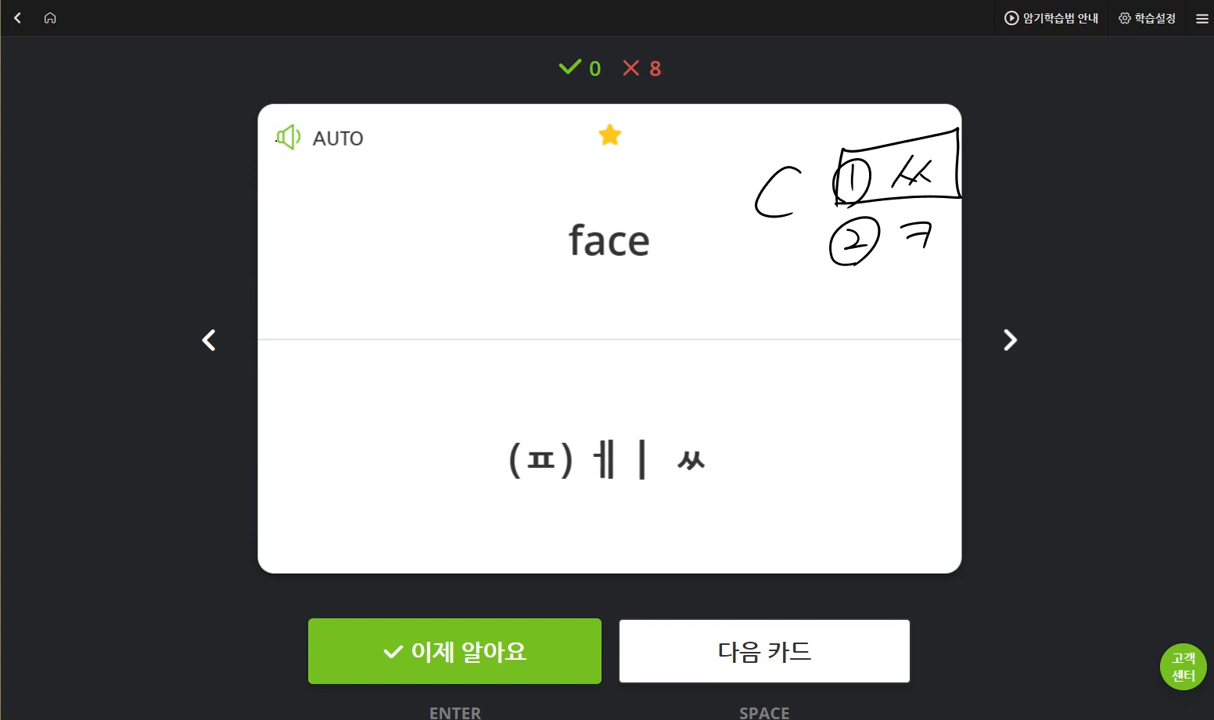 암기학습법 안내 학습설정
0 8
AUTO
C ① ㅆ
② ㅋ
face
(ㅍ) ㅔㅣ ㅆ
이제 알아요 다음 카드
고객
센터
ENTER SPACE